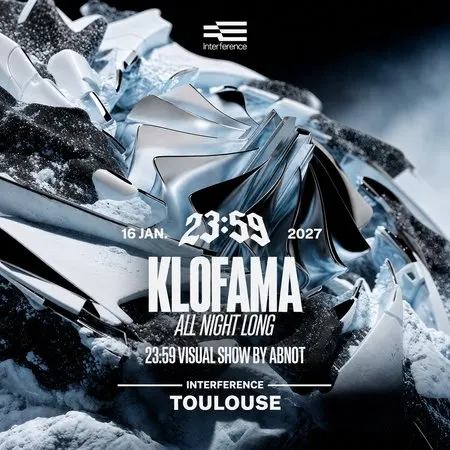 Interference
16 JAN. 23:59 2027
KLOFAMA
ALL NIGHT LONG
23:59 VISUAL SHOW BY ABNOT
INTERFERENCE
TOULOUSE